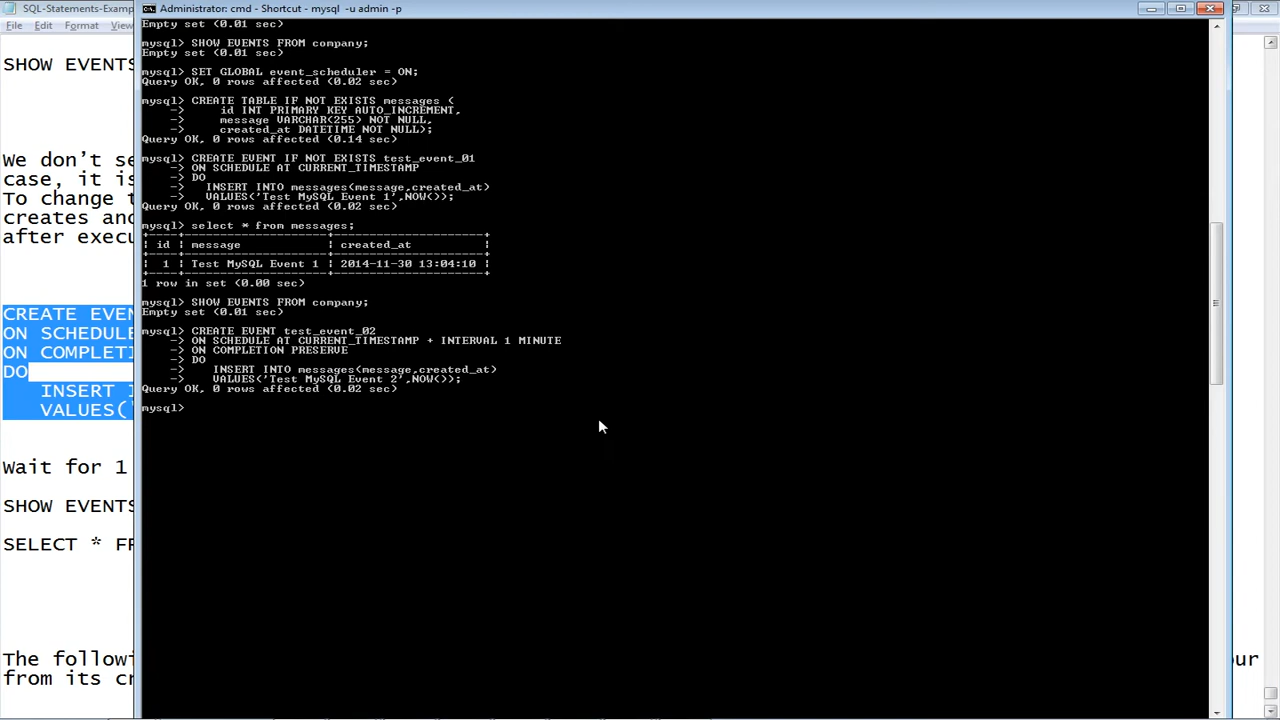 SQL-Statements-Examp
Administrator: cmd - Shortcut - mysql -u admin -p
File Edit Format View
SHOW EVENTS
We don't se
case, it is
To change t
creates and
after execu
CREATE EVEN
ON SCHEDULE
ON COMPLETI
DO
INSERT I
VALUES('
Wait for 1
SHOW EVENTS
SELECT * FR
The followi
from its cr
our
Empty set (0.01 sec)
mysql> SHOW EVENTS FROM company;
Empty set (0.01 sec)
mysql> SET GLOBAL event_scheduler = ON;
Query OK, 0 rows affected (0.02 sec)
mysql> CREATE TABLE IF NOT EXISTS messages (
-> id INT PRIMARY KEY AUTO_INCREMENT,
-> message VARCHAR(255) NOT NULL,
-> created_at DATETIME NOT NULL);
Query OK, 0 rows affected (0.14 sec)
mysql> CREATE EVENT IF NOT EXISTS test_event_01
-> ON SCHEDULE AT CURRENT_TIMESTAMP
-> DO
-> INSERT INTO messages(message,created_at)
-> VALUES('Test MySQL Event 1',NOW());
Query OK, 0 rows affected (0.02 sec)
mysql> select * from messages;
+----+--------------------+---------------------+
| id | message | created_at |
+----+--------------------+---------------------+
| 1 | Test MySQL Event 1 | 2014-11-30 13:04:10 |
+----+--------------------+---------------------+
1 row in set (0.00 sec)
mysql> SHOW EVENTS FROM company;
Empty set (0.01 sec)
mysql> CREATE EVENT test_event_02
-> ON SCHEDULE AT CURRENT_TIMESTAMP + INTERVAL 1 MINUTE
-> ON COMPLETION PRESERVE
-> DO
-> INSERT INTO messages(message,created_at)
-> VALUES('Test MySQL Event 2',NOW());
Query OK, 0 rows affected (0.02 sec)
mysql>